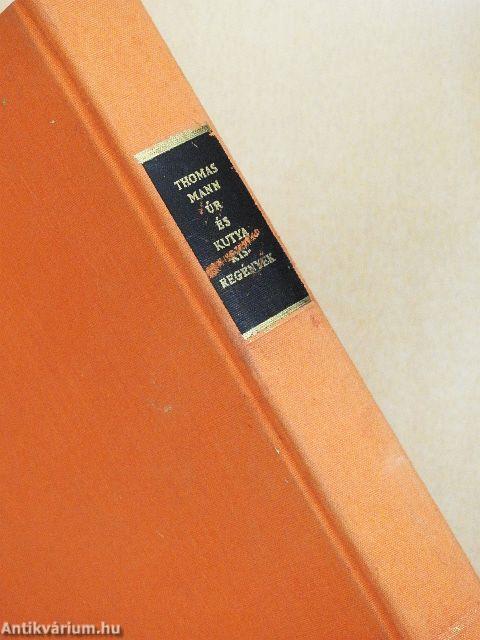 THOMAS
MANN
ÚR
ÉS
KUTYA
KIS-
REGÉNYEK
Antikvárium.hu